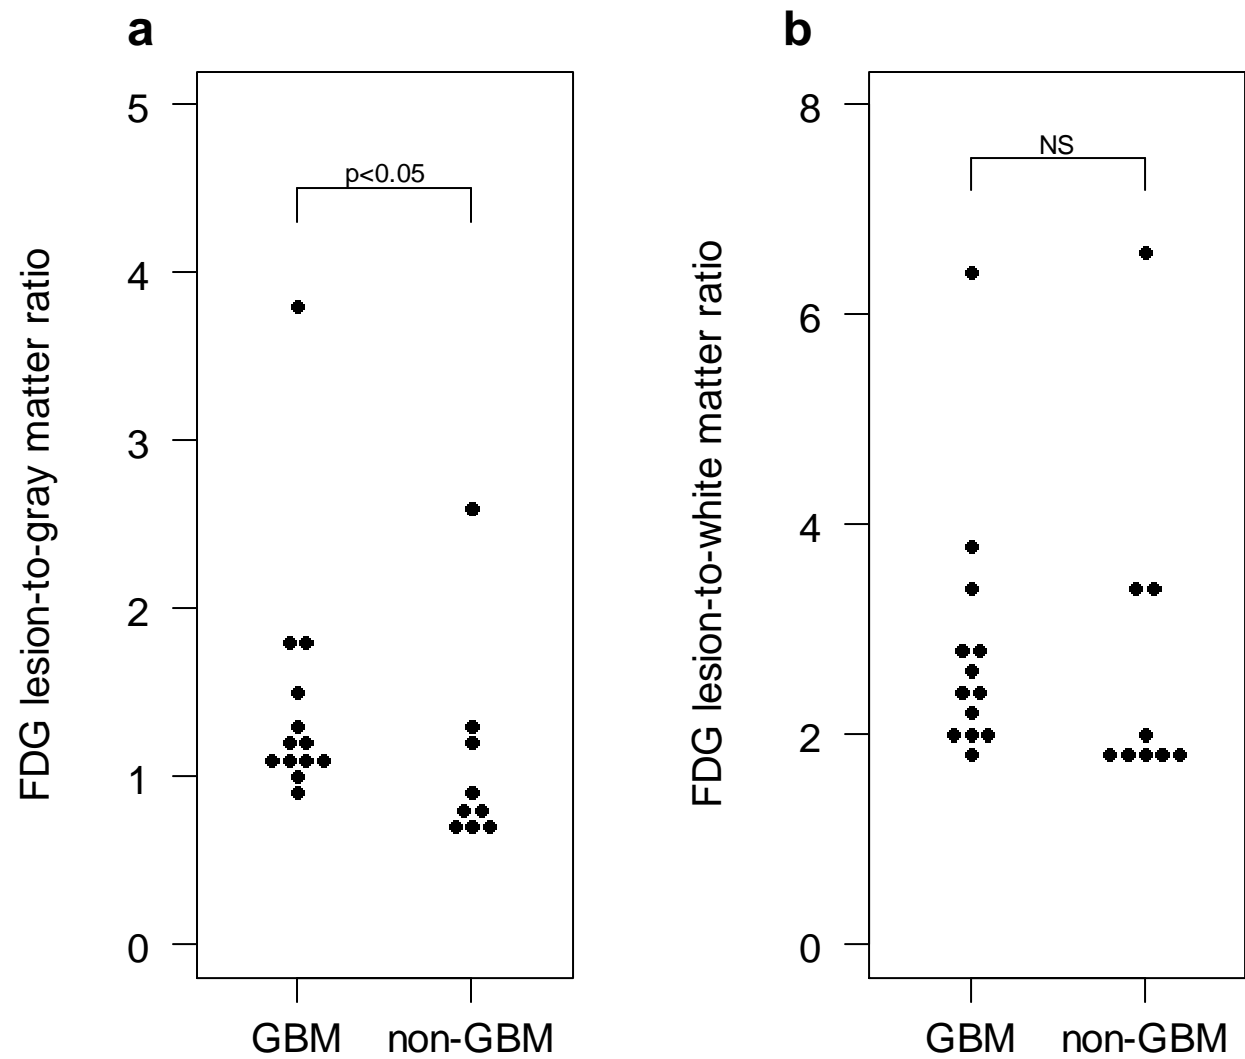 a
FDG lesion-to-gray matter ratio
5
4
3
2
1
0
p<0.05
GBM
non-GBM
b
FDG lesion-to-white matter ratio
8
6
4
2
0
NS
GBM
non-GBM